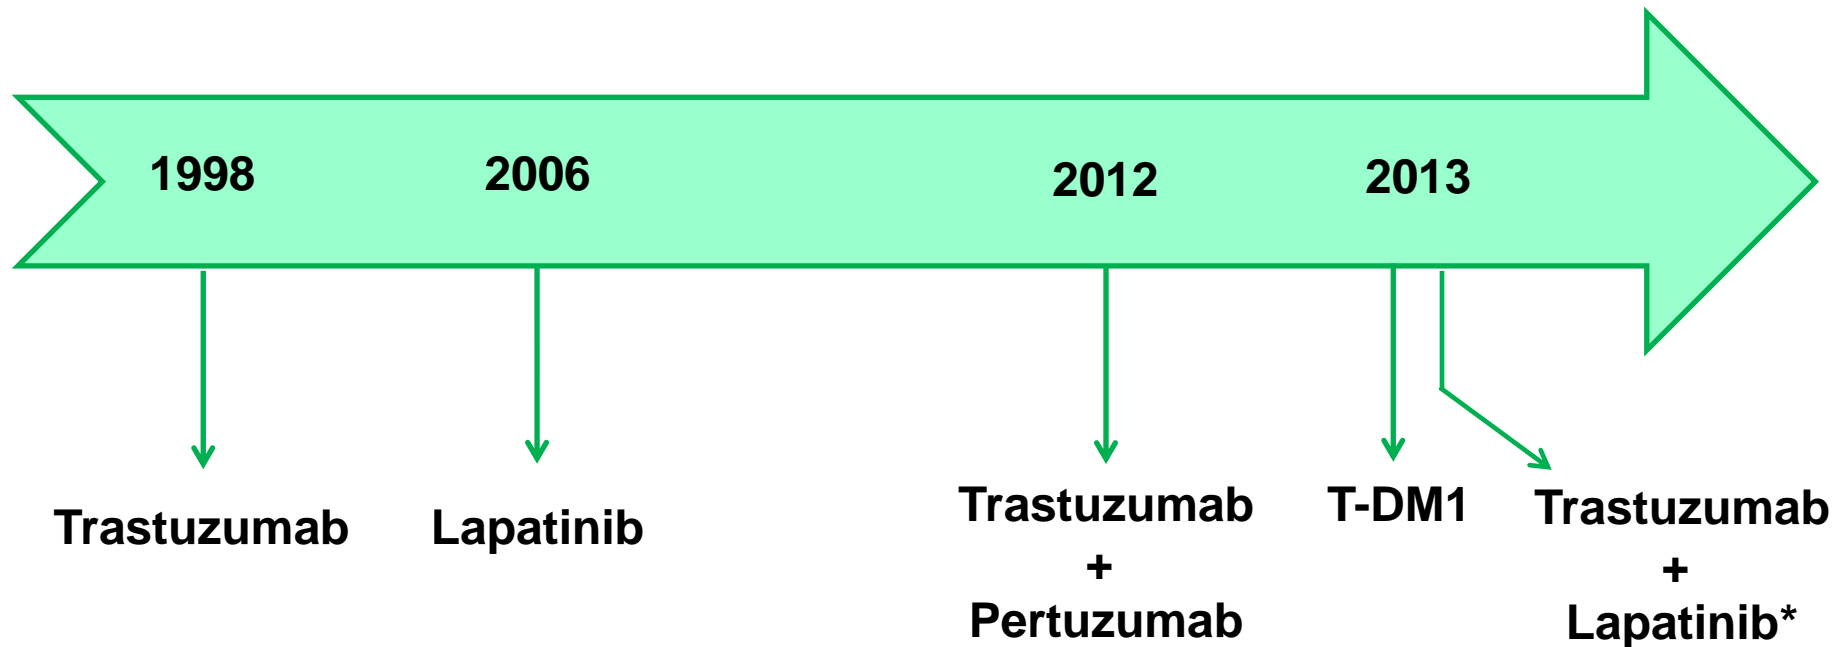 1998
2006
2012
2013
Trastuzumab
Lapatinib
Trastuzumab
+
Pertuzumab
T-DM1
Trastuzumab
+
Lapatinib*